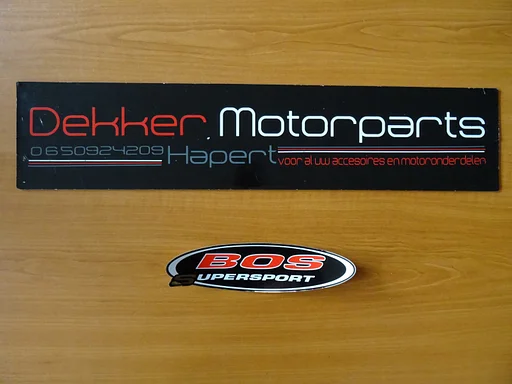 Dekker Motorparts
0650924209 Hapert voor al uw accesoires en motoronderdelen
BOS
SUPERSPORT